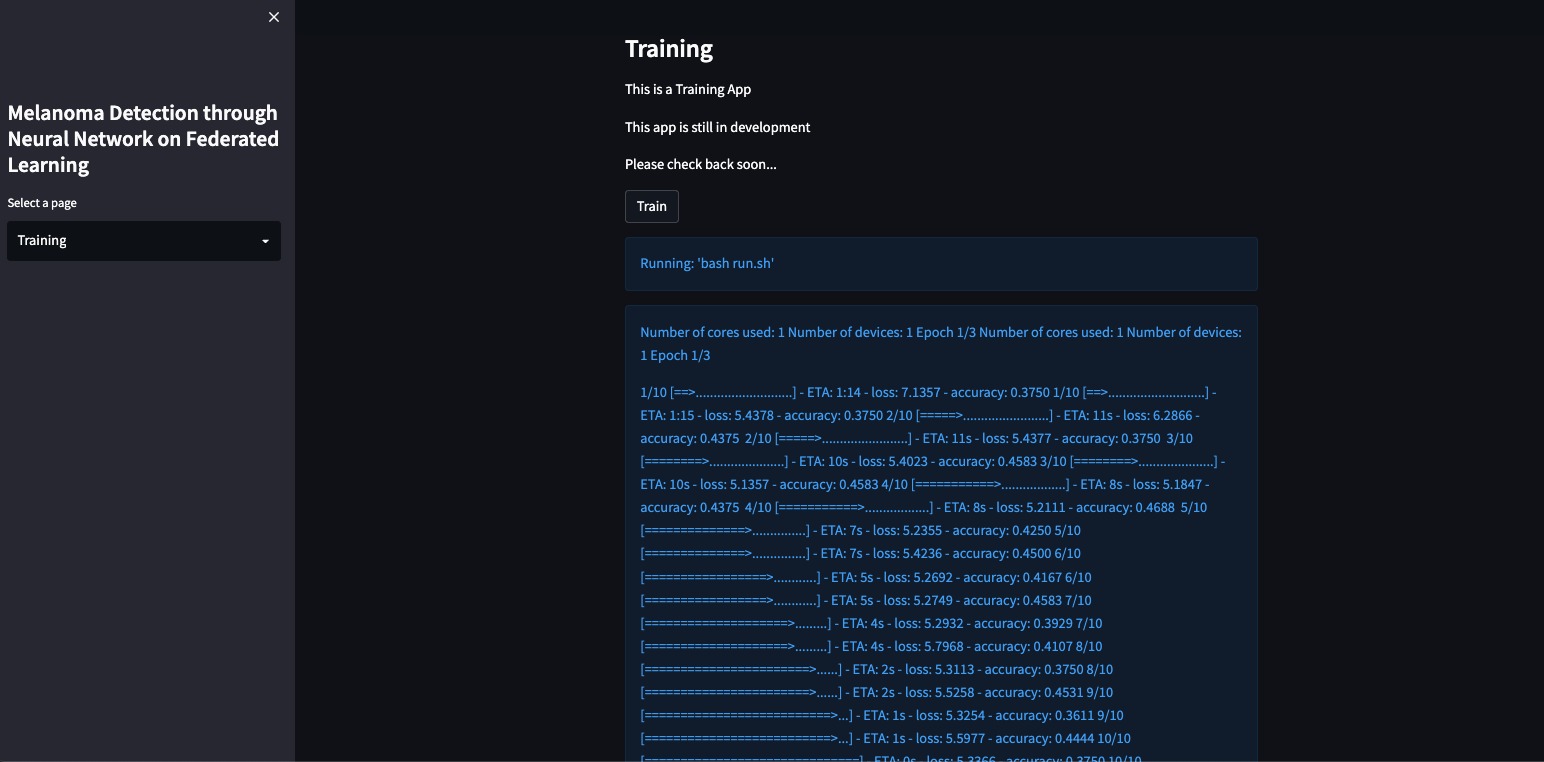 Melanoma Detection through
Neural Network on Federated
Learning
Select a page
Training
Training
This is a Training App
This app is still in development
Please check back soon...
Train
Running: 'bash run.sh'
Number of cores used: 1 Number of devices: 1 Epoch 1/3 Number of cores used: 1 Number of devices:
1 Epoch 1/3
1/10 [==>...........................] - ETA: 1:14 - loss: 7.1357 - accuracy: 0.3750 1/10 [==>...........................] -
ETA: 1:15 - loss: 5.4378 - accuracy: 0.3750 2/10 [=====>........................] - ETA: 11s - loss: 6.2866 -
accuracy: 0.4375 2/10 [=====>........................] - ETA: 11s - loss: 5.4377 - accuracy: 0.3750 3/10
[========>.....................] - ETA: 10s - loss: 5.4023 - accuracy: 0.4583 3/10 [========>.....................] -
ETA: 10s - loss: 5.1357 - accuracy: 0.4583 4/10 [===========>..................] - ETA: 8s - loss: 5.1847 -
accuracy: 0.4375 4/10 [===========>..................] - ETA: 8s - loss: 5.2111 - accuracy: 0.4688 5/10
[==============>...............] - ETA: 7s - loss: 5.2355 - accuracy: 0.4250 5/10
[==============>...............] - ETA: 7s - loss: 5.4236 - accuracy: 0.4500 6/10
[=================>............] - ETA: 5s - loss: 5.2692 - accuracy: 0.4167 6/10
[=================>............] - ETA: 5s - loss: 5.2749 - accuracy: 0.4583 7/10
[====================>.........] - ETA: 4s - loss: 5.2932 - accuracy: 0.3929 7/10
[====================>.........] - ETA: 4s - loss: 5.7968 - accuracy: 0.4107 8/10
[=======================>......] - ETA: 2s - loss: 5.3113 - accuracy: 0.3750 8/10
[=======================>......] - ETA: 2s - loss: 5.5258 - accuracy: 0.4531 9/10
[==========================>...] - ETA: 1s - loss: 5.3254 - accuracy: 0.3611 9/10
[==========================>...] - ETA: 1s - loss: 5.5977 - accuracy: 0.4444 10/10
[==============================] - ETA: 0s - loss: 5.3366 - accuracy: 0.3750 10/10